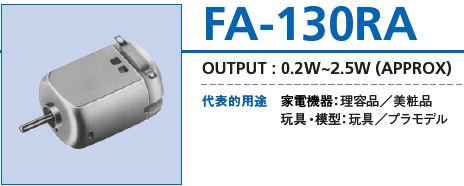 FA-130RA
OUTPUT : 0.2W~2.5W (APPROX)
代表的用途 家電機器：理容品／美粧品
玩具・模型：玩具／プラモデル